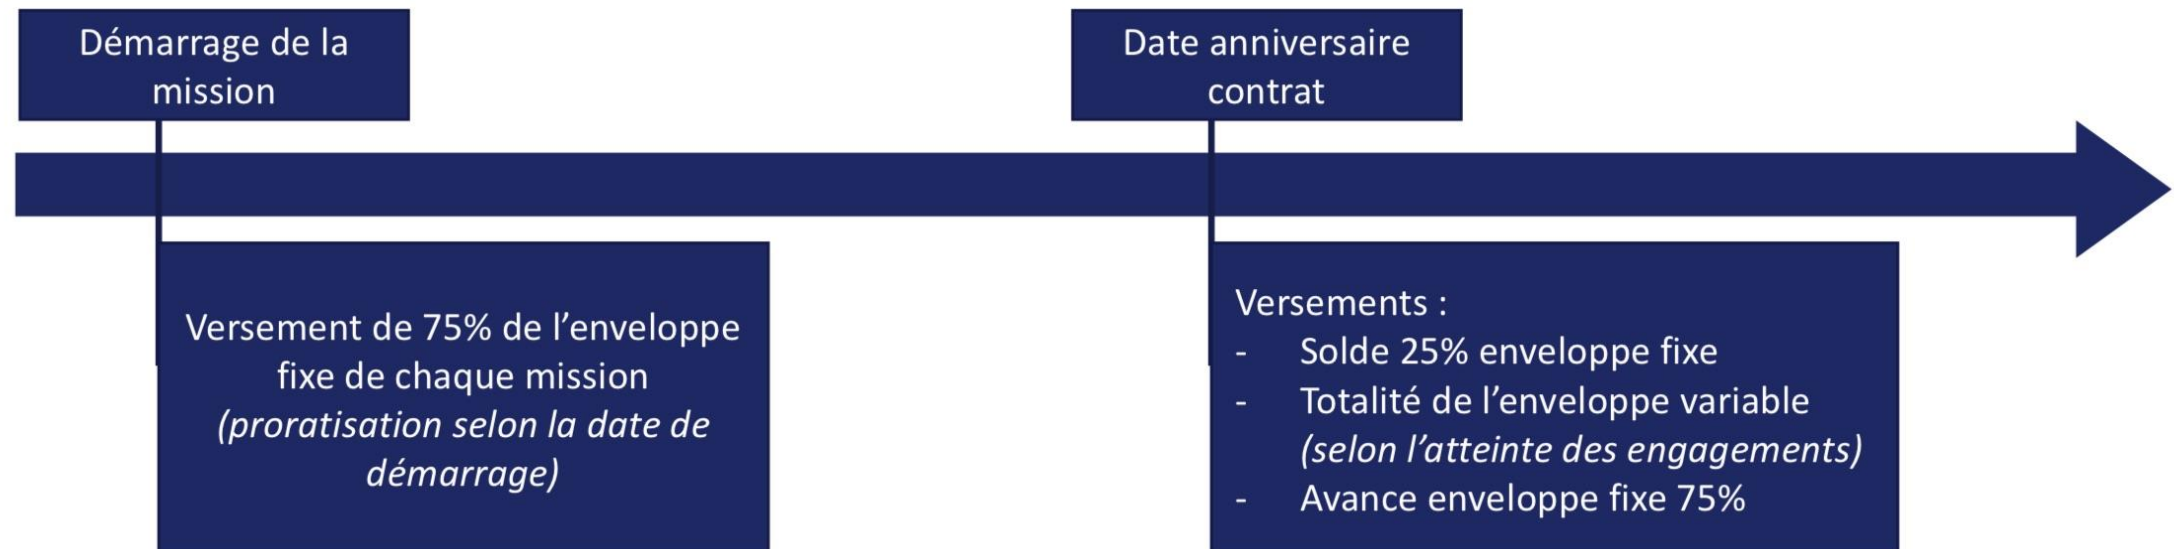 Démarrage de la
mission
Date anniversaire
contrat
Versement de 75% de l’enveloppe
fixe de chaque mission
(proratisation selon la date de
démarrage)
Versements :
- Solde 25% enveloppe fixe
- Totalité de l’enveloppe variable
(selon l’atteinte des engagements)
- Avance enveloppe fixe 75%